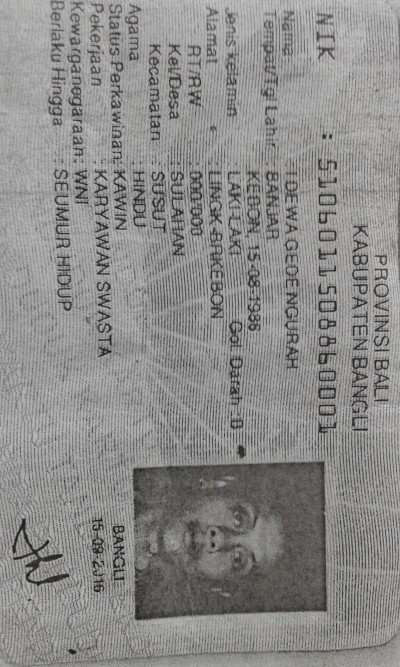 PROVINSI BALI
KABUPATEN BANGLI
NIK : 5106011508860001
Nama : I DEWA GEDE NGURAH
Tempat/Tgl Lahir : BANJAR
KEBON, 15-08-1986
Jenis kelamin : LAKI-LAKI Gol. Darah : B
Alamat : LINGK. BR KEBON
RT/RW : 000/000
Kel/Desa : SULAHAN
Kecamatan : SUSUT
Agama : HINDU
Status Perkawinan: KAWIN
Pekerjaan : KARYAWAN SWASTA
Kewarganegaraan: WNI
Berlaku Hingga : SEUMUR HIDUP
BANGLI
15-09-2016